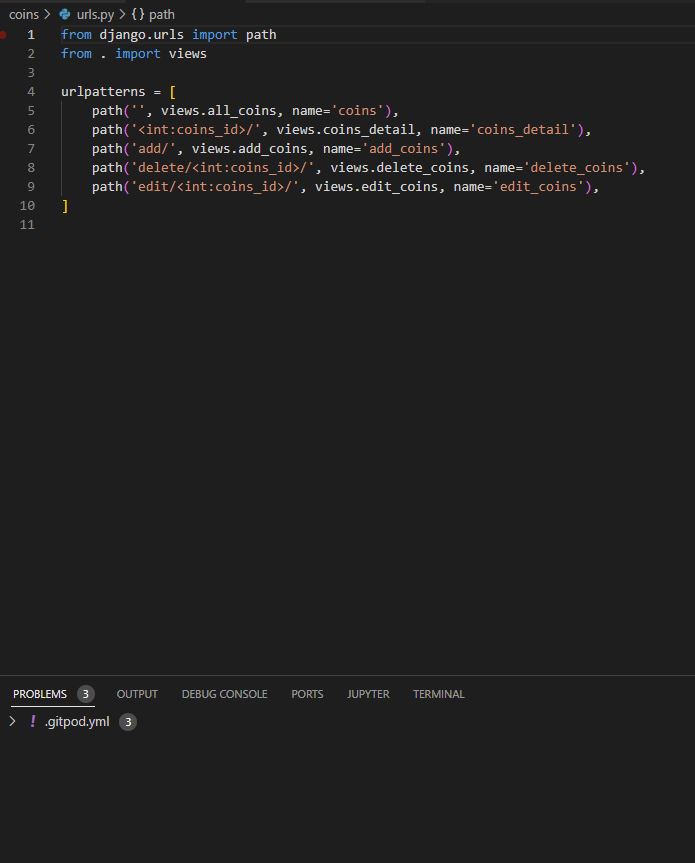 coins > urls.py > {} path
1 from django.urls import path
2 from . import views
3
4 urlpatterns = [
5     path('', views.all_coins, name='coins'),
6     path('<int:coins_id>/', views.coins_detail, name='coins_detail'),
7     path('add/', views.add_coins, name='add_coins'),
8     path('delete/<int:coins_id>/', views.delete_coins, name='delete_coins'),
9     path('edit/<int:coins_id>/', views.edit_coins, name='edit_coins'),
10 ]
11
PROBLEMS 3 OUTPUT DEBUG CONSOLE PORTS JUPYTER TERMINAL
> ! .gitpod.yml 3